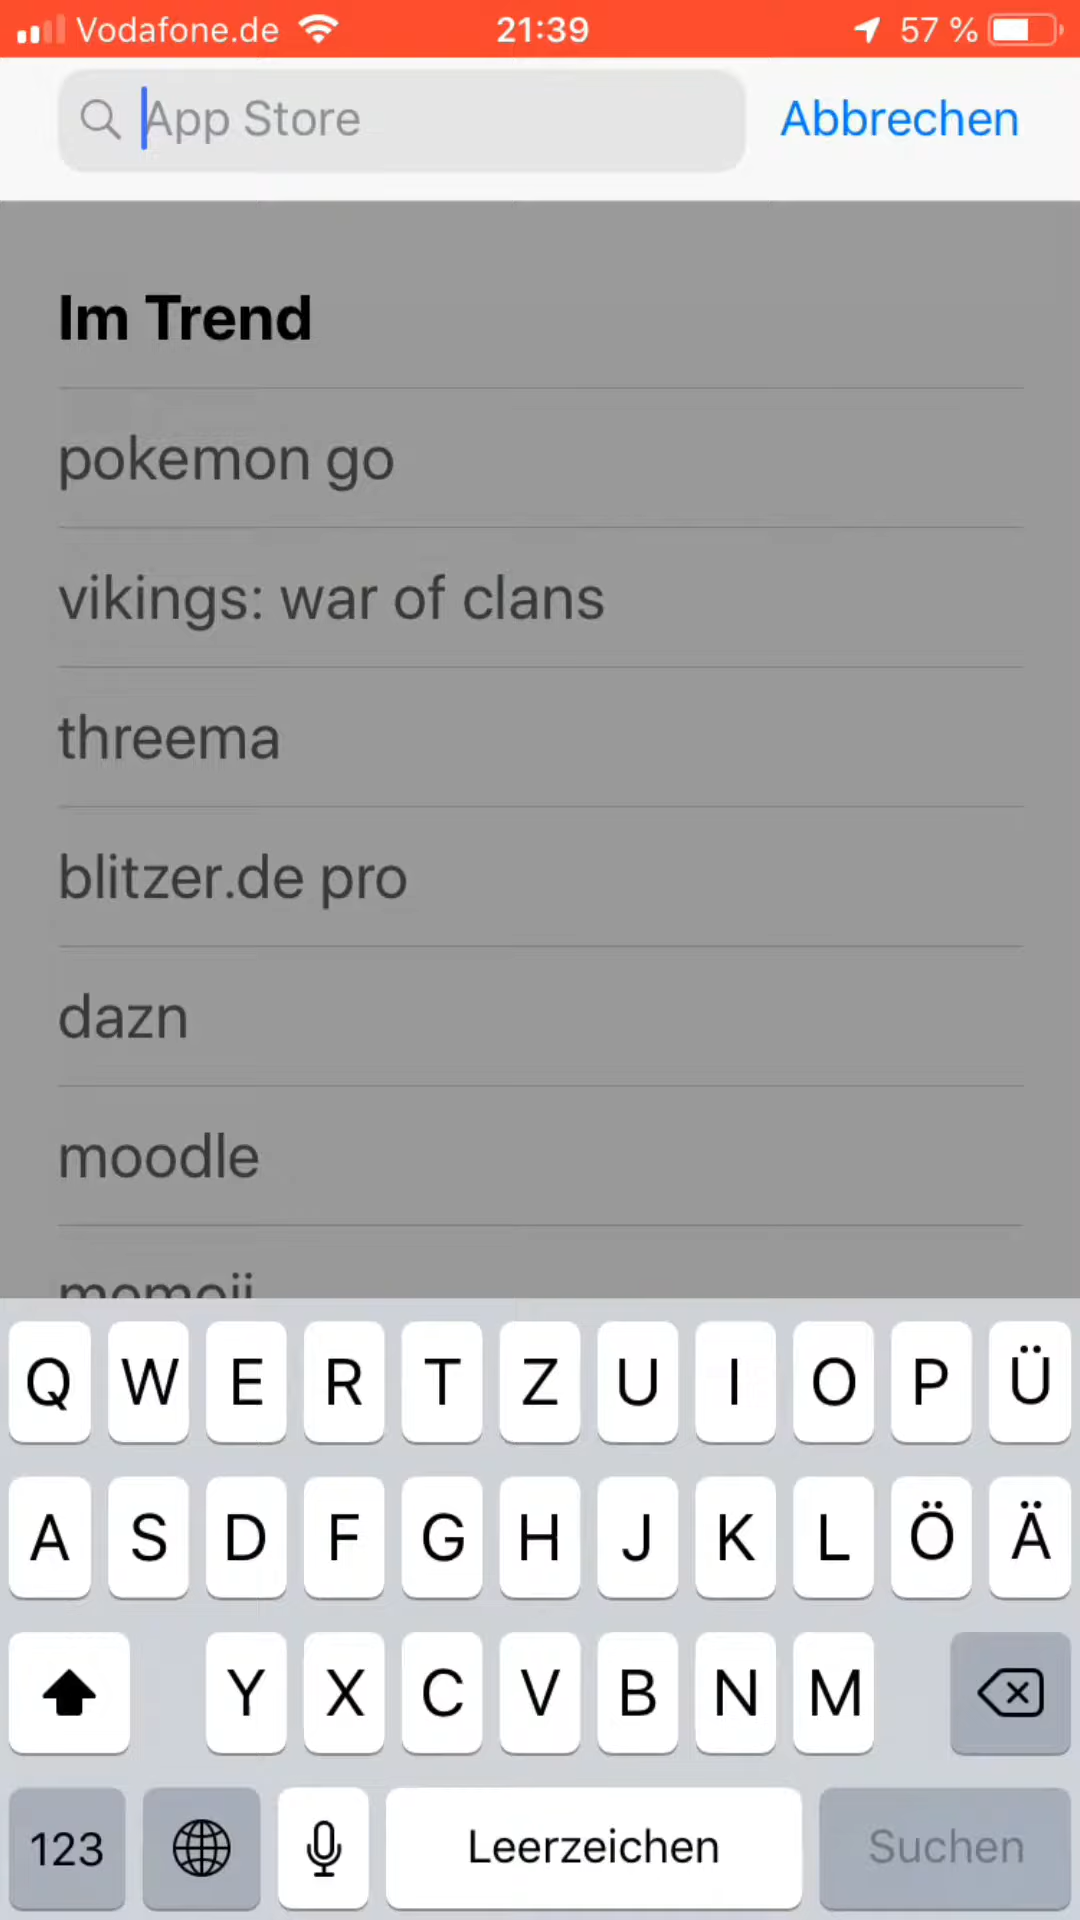 Vodafone.de 21:39 57 %
App Store Abbrechen
Im Trend
pokemon go
vikings: war of clans
threema
blitzer.de pro
dazn
moodle
memoji
Q W E R T Z U I O P Ü
A S D F G H J K L Ö Ä
Y X C V B N M
123 Leerzeichen Suchen